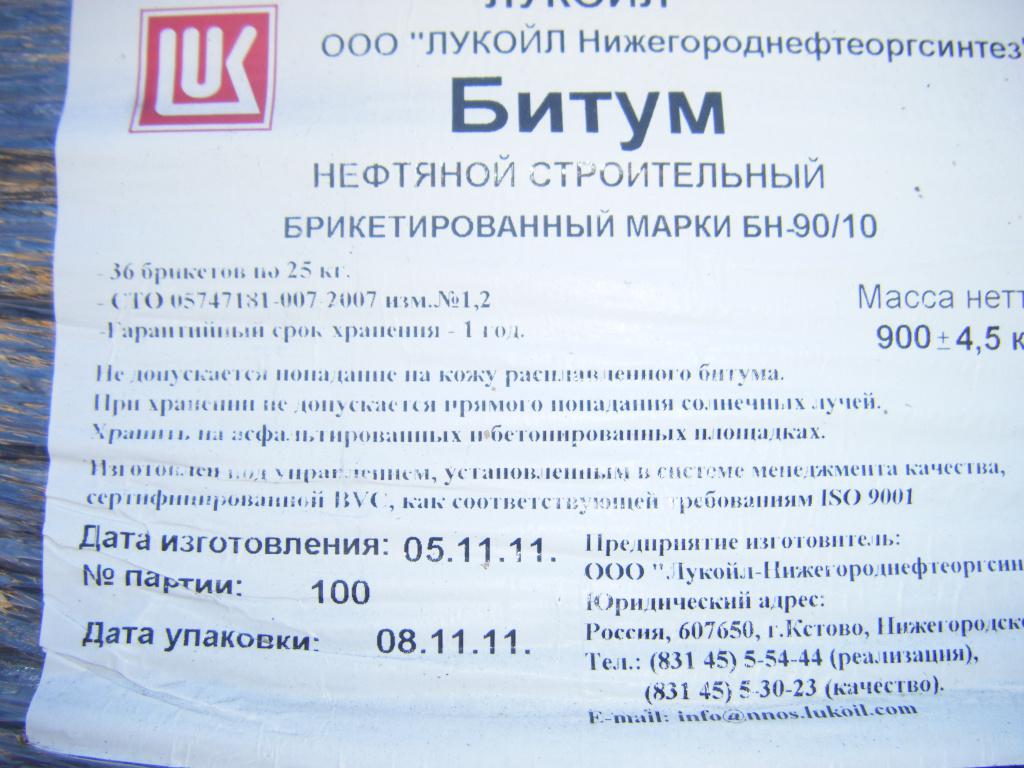 ЛУКОЙЛ
LUK
ООО "ЛУКОЙЛ Нижегороднефтеоргсинтез"
Битум
НЕФТЯНОЙ СТРОИТЕЛЬНЫЙ
БРИКЕТИРОВАННЫЙ МАРКИ БН-90/10
- 36 брикетов по 25 кг.
- СТО 05747181-007-2007 изм.№1,2
-Гарантийный срок хранения - 1 год.
Масса нетт
900 ± 4,5 к
Не допускается попадание на кожу расплавленного битума.
При хранении не допускается прямого попадания солнечных лучей.
Хранить на асфальтированных и бетонированных площадках.
Изготовлен под управлением, установленным в системе менеджмента качества,
сертифицированной BVC, как соответствующей требованиям ISO 9001
Дата изготовления: 05.11.11.
№ партии: 100
Дата упаковки: 08.11.11.
Предприятие изготовитель:
ООО "Лукойл-Нижегороднефтеоргсин
Юридический адрес:
Россия, 607650, г.Кстово, Нижегородско
Тел.: (831 45) 5-54-44 (реализация),
(831 45) 5-30-23 (качество).
E-mail: info@nnos.lukoil.com